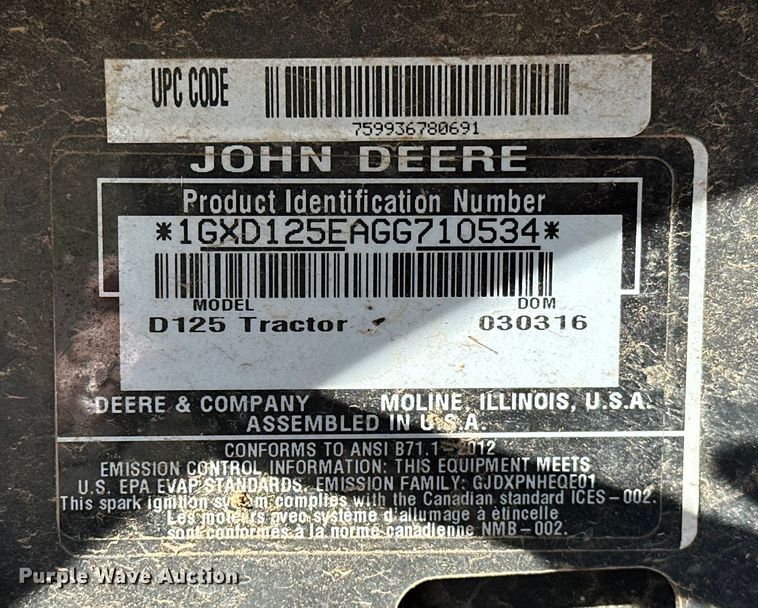 UPC CODE
759936780691
JOHN DEERE
Product Identification Number
*1GXD125EAGG710534*
MODEL DOM
D125 Tractor 030316
DEERE & COMPANY MOLINE, ILLINOIS, U.S.A.
ASSEMBLED IN U.S.A.
CONFORMS TO ANSI B71.1-2012
EMISSION CONTROL INFORMATION: THIS EQUIPMENT MEETS
U.S. EPA EVAP STANDARDS. EMISSION FAMILY: GJDXPNHEQE01
This spark ignition system complies with the Canadian standard ICES-002.
Les moteurs avec système d'allumage à étincelle
sont conformes à la norme canadienne NMB-002.
Purple Wave Auction